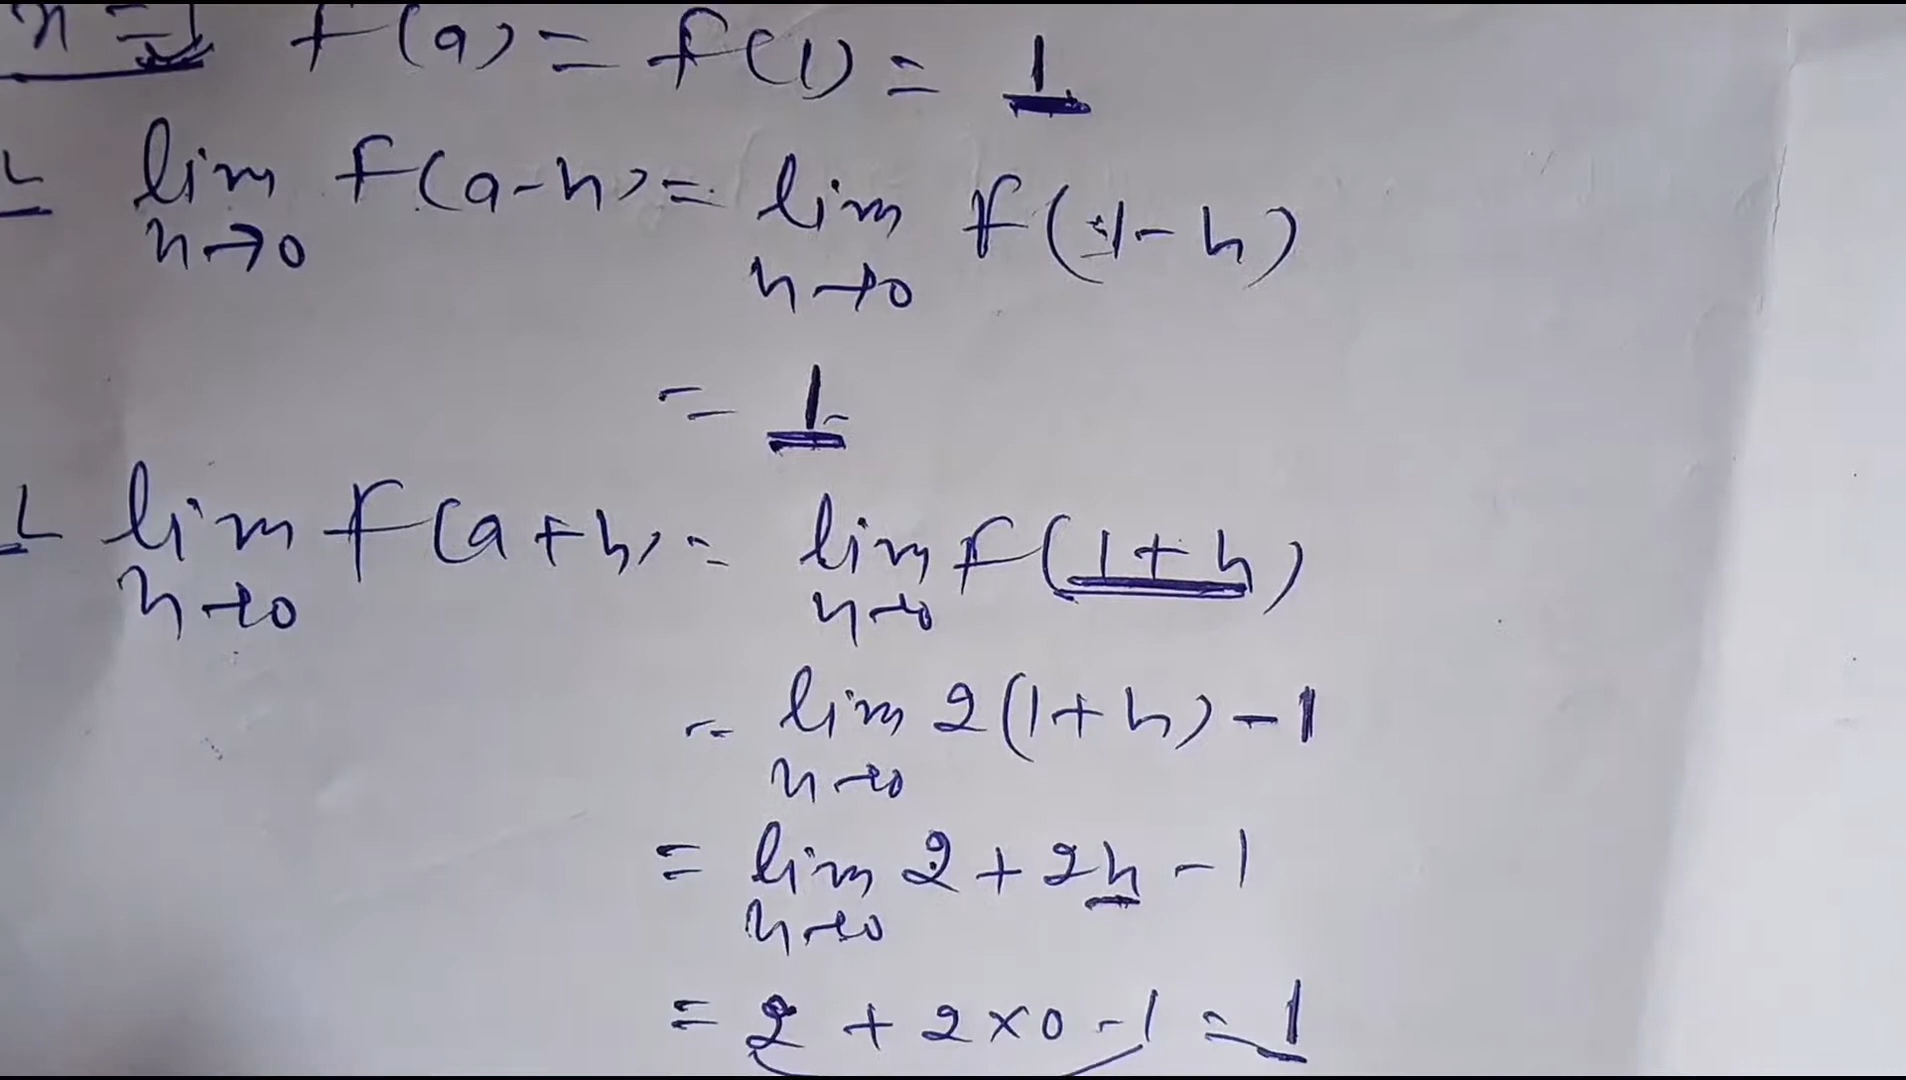 x=1 f(a) = f(1) = 1
L lim f(a-h) = lim f(1-h)
h→0 h→0
= 1
L lim f(a+h) = lim f(1+h)
h→0 h→0
= lim 2(1+h)-1
h→0
= lim 2+2h-1
h→0
= 2+2×0-1=1